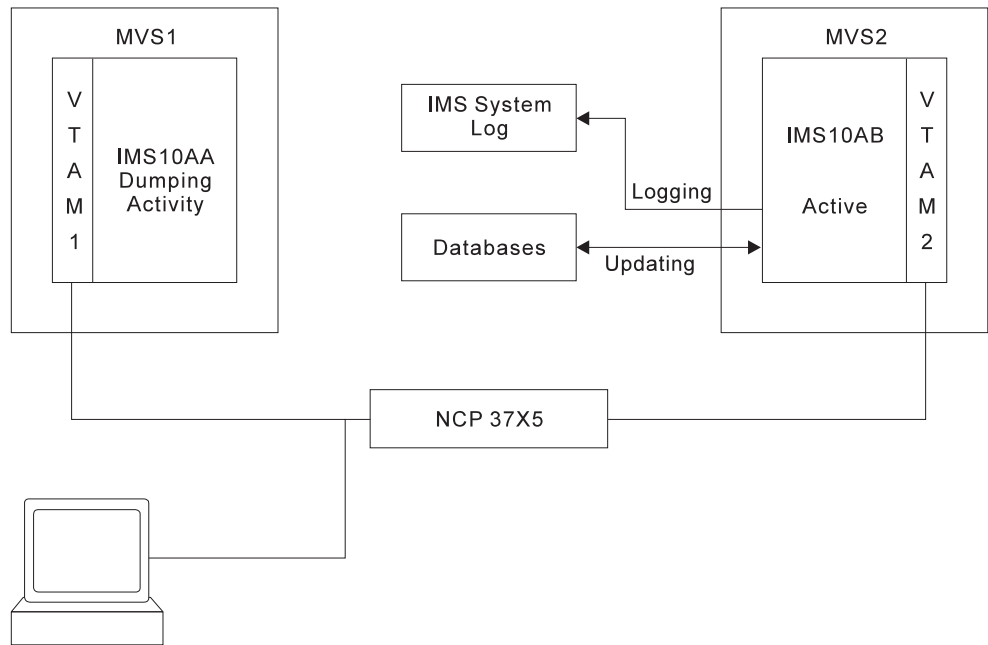 MVS1
V
T
A
M
1
IMS10AA
Dumping
Activity
IMS System
Log
Logging
Databases
Updating
MVS2
IMS10AB
Active
V
T
A
M
2
NCP 37X5